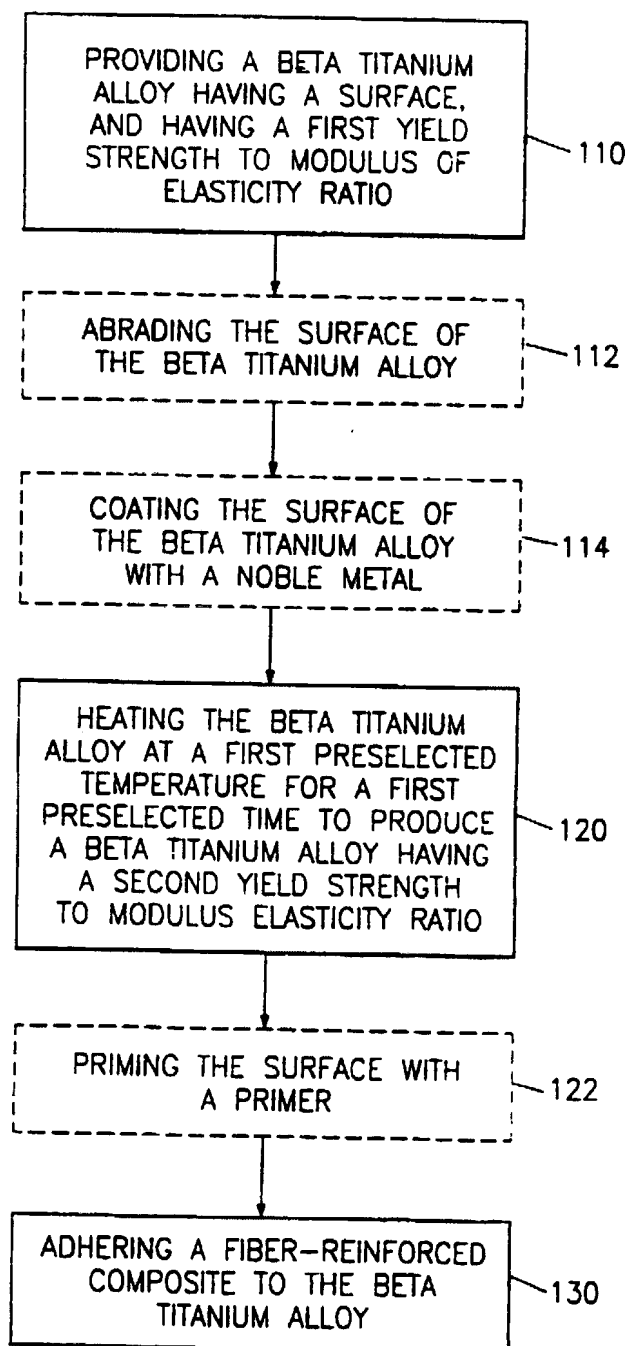 PROVIDING A BETA TITANIUM
ALLOY HAVING A SURFACE,
AND HAVING A FIRST YIELD
STRENGTH TO MODULUS OF
ELASTICITY RATIO
110
ABRADING THE SURFACE OF
THE BETA TITANIUM ALLOY
112
COATING THE SURFACE OF
THE BETA TITANIUM ALLOY
WITH A NOBLE METAL
114
HEATING THE BETA TITANIUM
ALLOY AT A FIRST PRESELECTED
TEMPERATURE FOR A FIRST
PRESELECTED TIME TO PRODUCE
A BETA TITANIUM ALLOY HAVING
A SECOND YIELD STRENGTH
TO MODULUS ELASTICITY RATIO
120
PRIMING THE SURFACE WITH
A PRIMER
122
ADHERING A FIBER-REINFORCED
COMPOSITE TO THE BETA
TITANIUM ALLOY
130